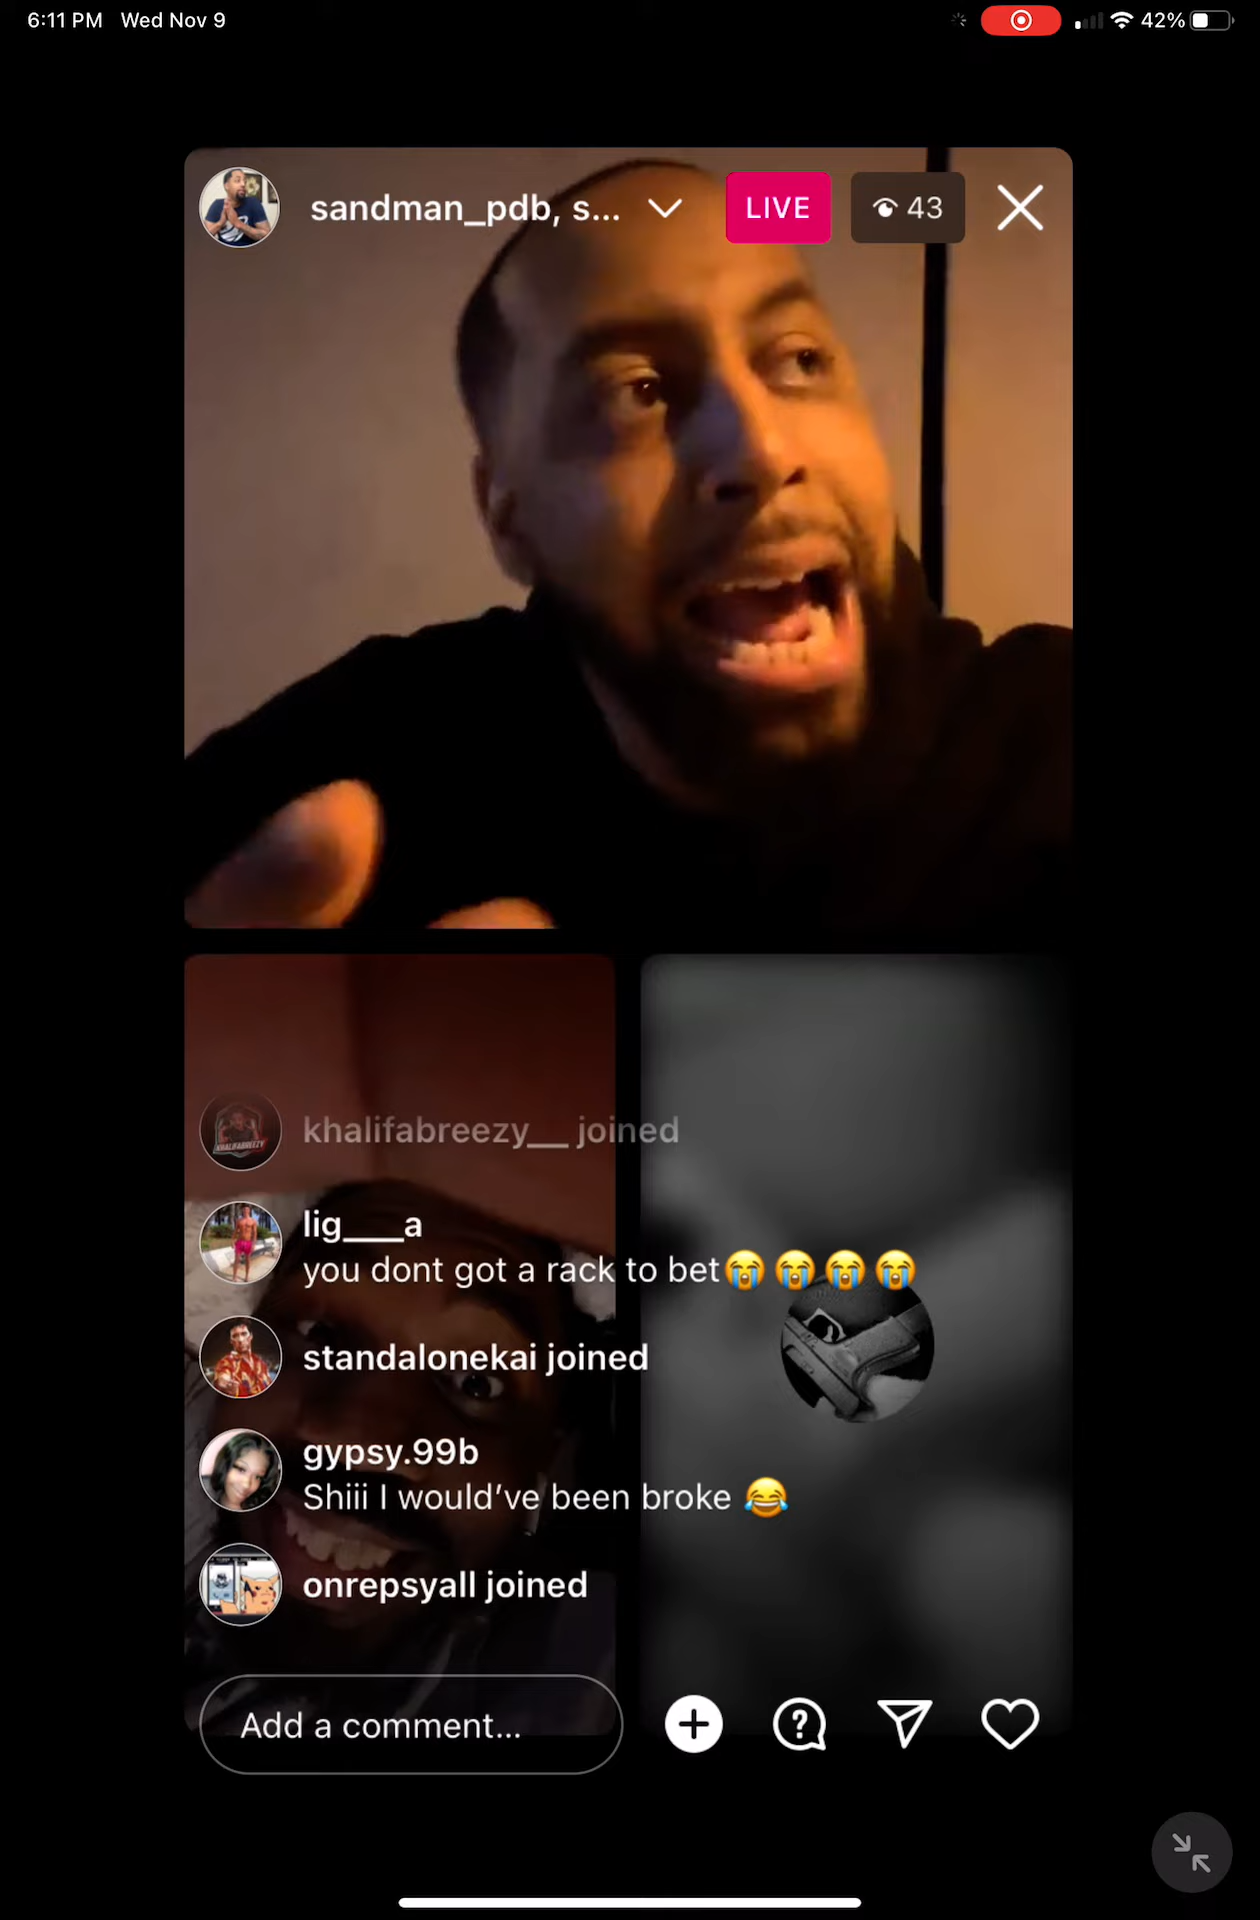 6:11 PM Wed Nov 9
42%
sandman_pdb, s...
LIVE
43
khalifabreezy__ joined
KHALIFABREEZY
lig___a
you dont got a rack to bet😭😭😭😭
standalonekai joined
gypsy.99b
Shiii I would've been broke 😂
onrepsyall joined
Add a comment...